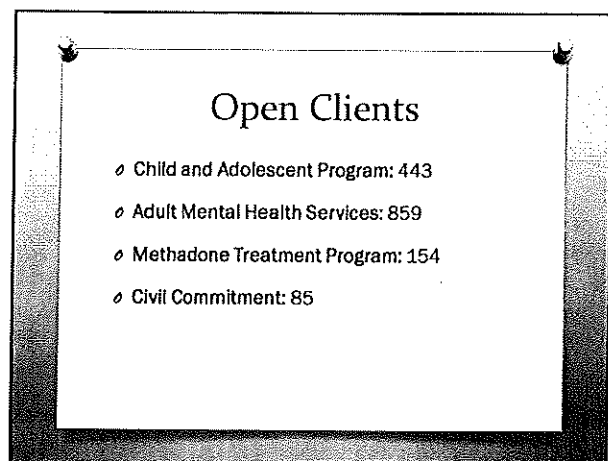 Open Clients
Child and Adolescent Program: 443
Adult Mental Health Services: 859
Methadone Treatment Program: 154
Civil Commitment: 85